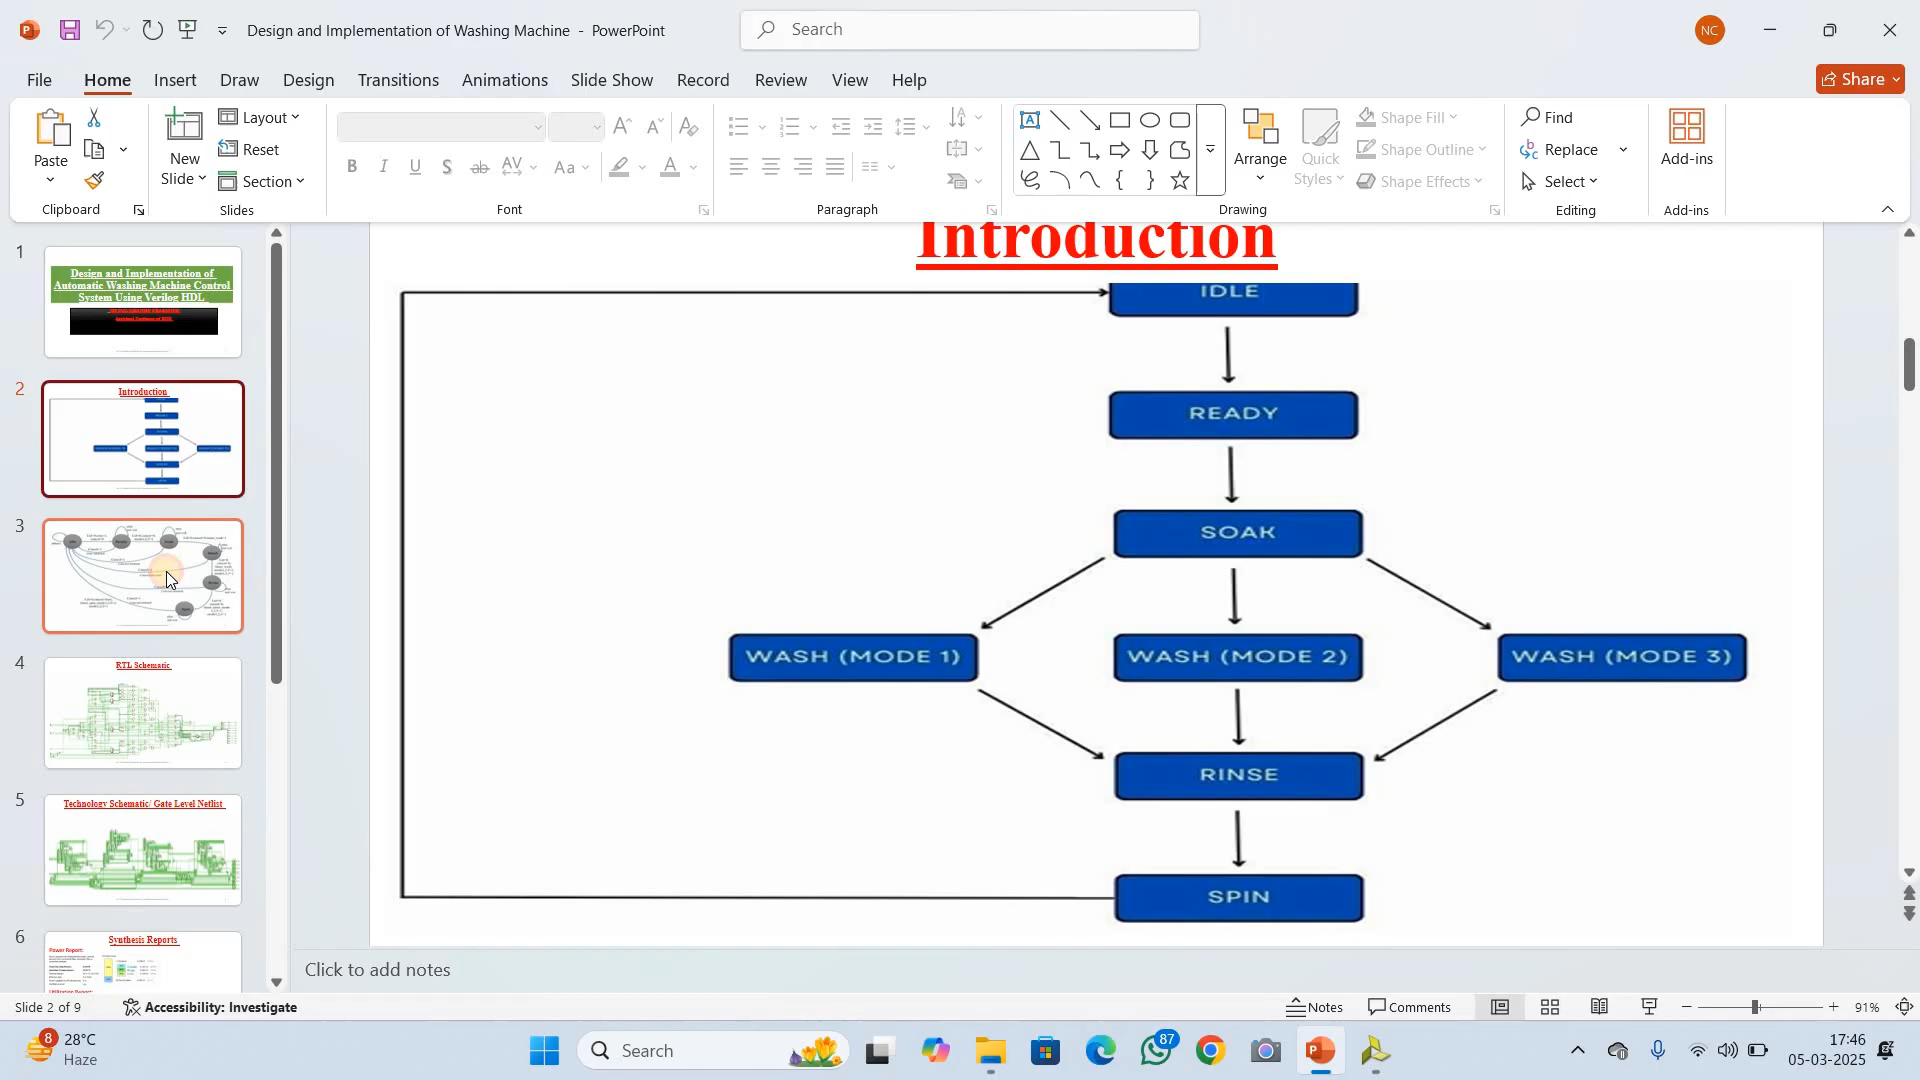 Design and Implementation of Washing Machine - PowerPoint
Search
NC
File Home Insert Draw Design Transitions Animations Slide Show Record Review View Help
Share
Paste
New
Slide
Layout
Reset
Section
Clipboard
Slides
Font
Paragraph
Arrange
Quick
Styles
Shape Fill
Shape Outline
Shape Effects
Drawing
Find
Replace
Select
Editing
Add-ins
Add-ins
1
Design and Implementation of
Automatic Washing Machine Control
System Using Verilog HDL
2
Introduction
3
4
RTL Schematic
5
Technology Schematic/ Gate Level Netlist
6
Synthesis Reports
Power Report:
Introduction
IDLE
READY
SOAK
WASH (MODE 1)
WASH (MODE 2)
WASH (MODE 3)
RINSE
SPIN
Click to add notes
Slide 2 of 9
Accessibility: Investigate
Notes
Comments
91%
8
28°C
Haze
Search
87
17:46
05-03-2025